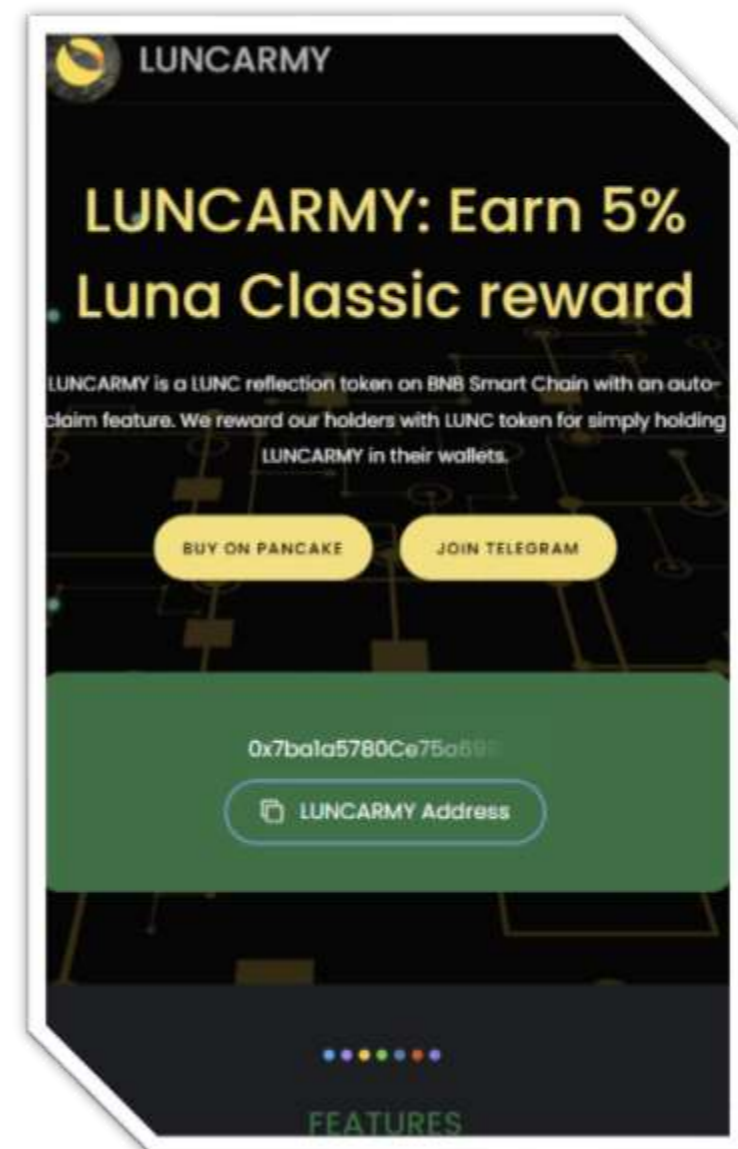 LUNCARMY
LUNCARMY: Earn 5%
Luna Classic reward
LUNCARMY is a LUNC reflection token on BNB Smart Chain with an auto-
claim feature. We reward our holders with LUNC token for simply holding
LUNCARMY in their wallets.
BUY ON PANCAKE
JOIN TELEGRAM
0x7ba1a5780Ce75a
LUNCARMY Address
FEATURES